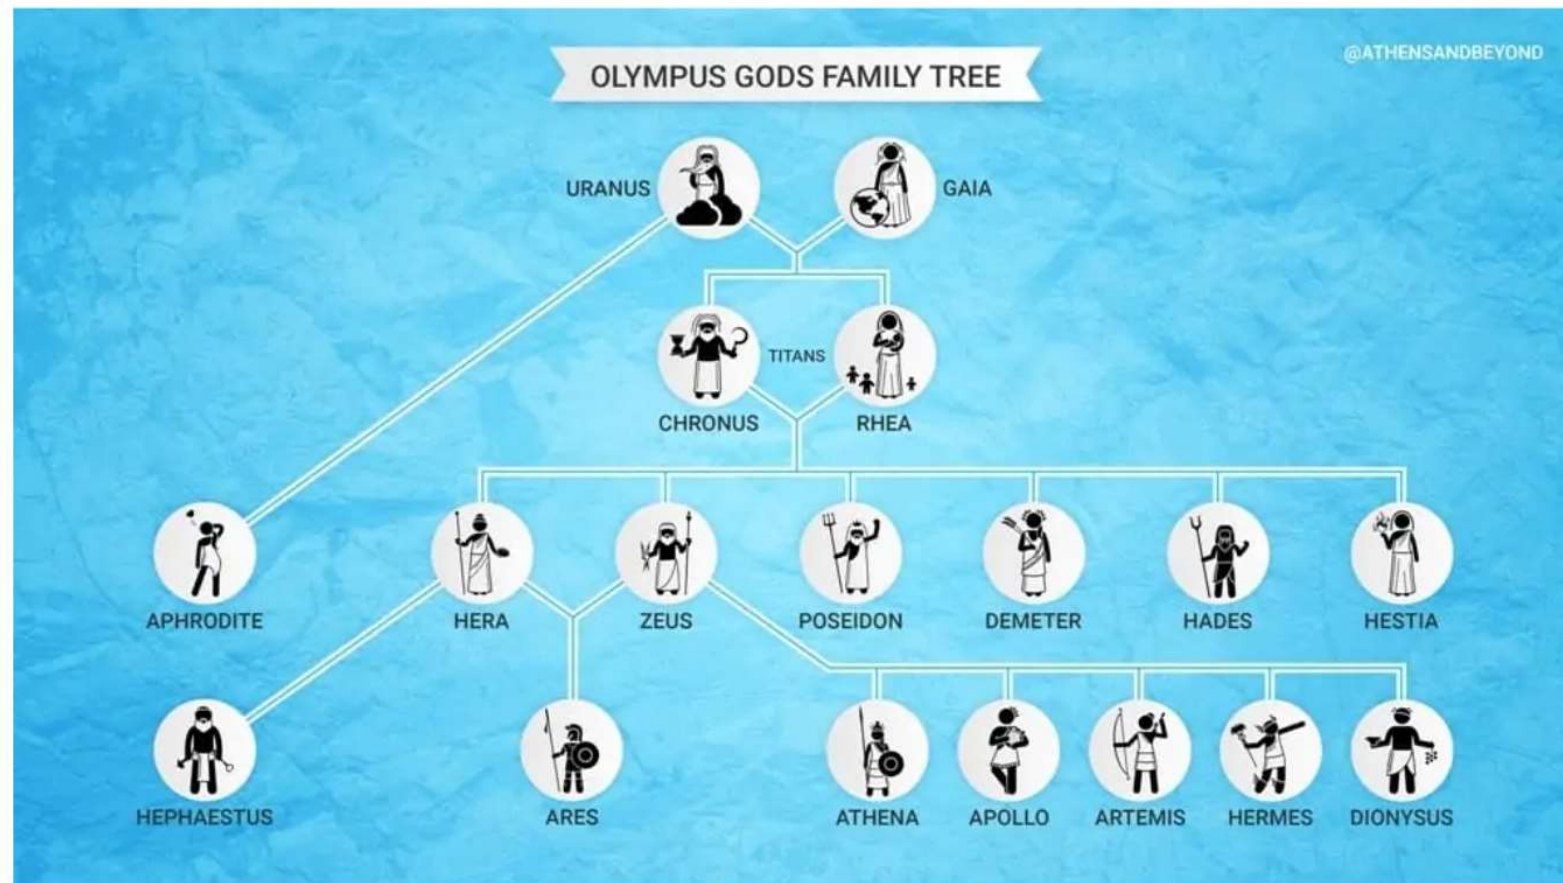 @ATHENSANDBEYOND
OLYMPUS GODS FAMILY TREE
URANUS
GAIA
TITANS
CHRONUS
RHEA
APHRODITE
HERA
ZEUS
POSEIDON
DEMETER
HADES
HESTIA
HEPHAESTUS
ARES
ATHENA
APOLLO
ARTEMIS
HERMES
DIONYSUS